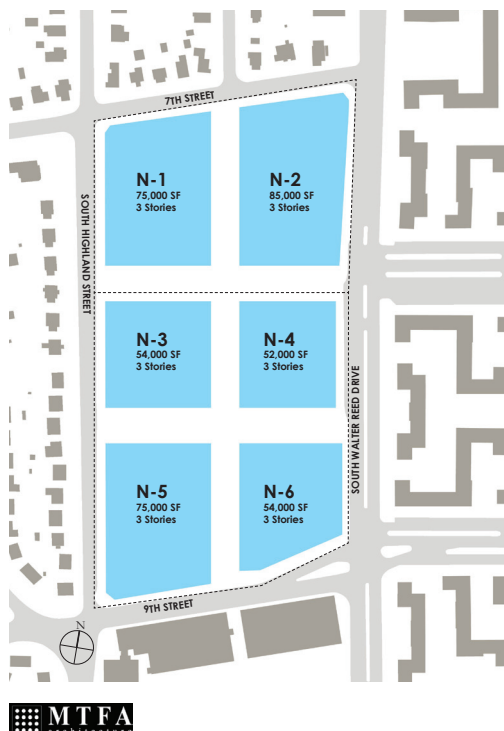 7TH STREET
N-1
75,000 SF
3 Stories
N-2
85,000 SF
3 Stories
SOUTH HIGHLAND STREET
N-3
54,000 SF
3 Stories
N-4
52,000 SF
3 Stories
SOUTH WALTER REED DRIVE
N-5
75,000 SF
3 Stories
N-6
54,000 SF
3 Stories
9TH STREET
N
MTFA